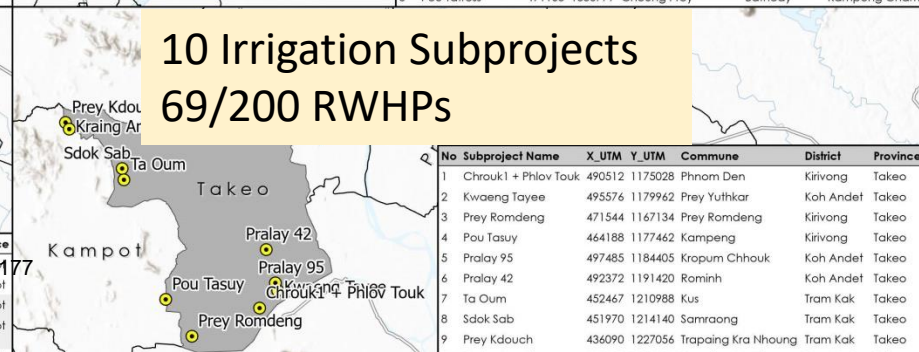 10 Irrigation Subprojects
69/200 RWHPs
Prey
Kraing
Sdok Sab
Ta Oum
Takeo
Kampot
Pralay 42
Pralay 95
Pou Tasuy
Chrouk1 + Phlov Touk
Prey Romdeng
177
No Subproject Name X_UTM Y_UTM Commune District Province
1 Chrouk1 + Phlov Touk 490512 1175028 Phnom Den Kirivong Takeo
2 Kwaeng Tayee 495576 1179962 Prey Yuthkar Koh Andet Takeo
3 Prey Romdeng 471544 1167134 Prey Romdeng Kirivong Takeo
4 Pou Tasuy 464188 1177462 Kampeng Kirivong Takeo
5 Pralay 95 497485 1184405 Kropum Chhouk Koh Andet Takeo
6 Pralay 42 492372 1191420 Rominh Koh Andet Takeo
7 Ta Oum 452467 1210988 Kus Tram Kak Takeo
8 Sdok Sab 451970 1214140 Samraong Tram Kak Takeo
9 Prey Kdouch 436090 1227056 Trapaing Kra Nhoung Tram Kak Takeo